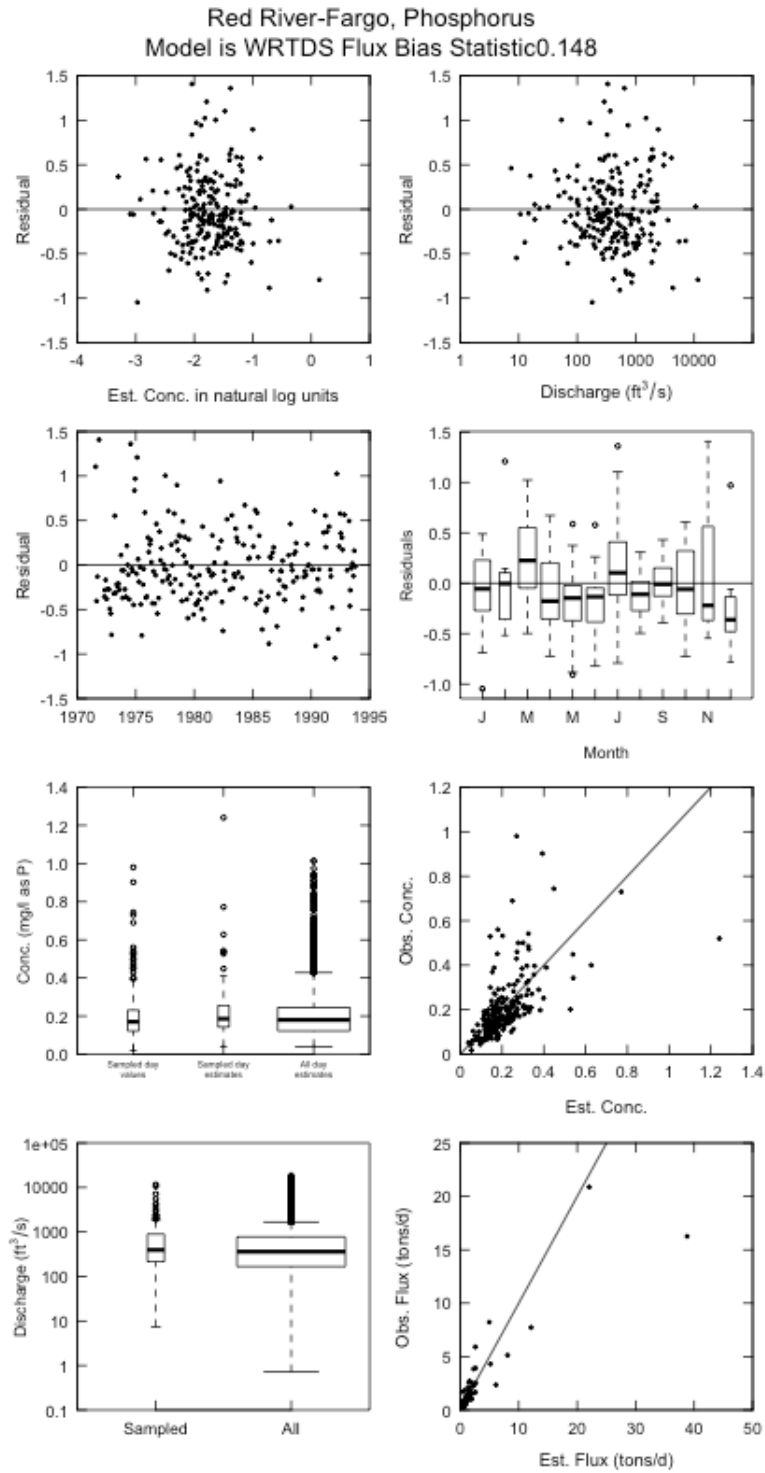 Red River-Fargo, Phosphorus
Model is WRTDS Flux Bias Statistic0.148
1.5
1
0.5
0
-0.5
-1
-1.5
Residual
-4 -3 -2 -1 0 1
Est. Conc. in natural log units
1.5
1
0.5
0
-0.5
-1
-1.5
Residual
1 10 100 1000 10000
Discharge (ft³/s)
1.5
1
0.5
0
-0.5
-1
-1.5
Residual
1970 1975 1980 1985 1990 1995
1.5
1.0
0.5
0.0
-0.5
-1.0
Residuals
J M M J S N
Month
1.4
1.2
1.0
0.8
0.6
0.4
0.2
0.0
Conc. (mg/l as P)
Sampled day values
Sampled day estimates
All day estimates
1.2
1
0.8
0.6
0.4
0.2
0
Obs. Conc.
0 0.2 0.4 0.6 0.8 1 1.2 1.4
Est. Conc.
1e+05
10000
1000
100
10
1
0.1
Discharge (ft³/s)
Sampled All
25
20
15
10
5
0
Obs. Flux (tons/d)
0 10 20 30 40 50
Est. Flux (tons/d)